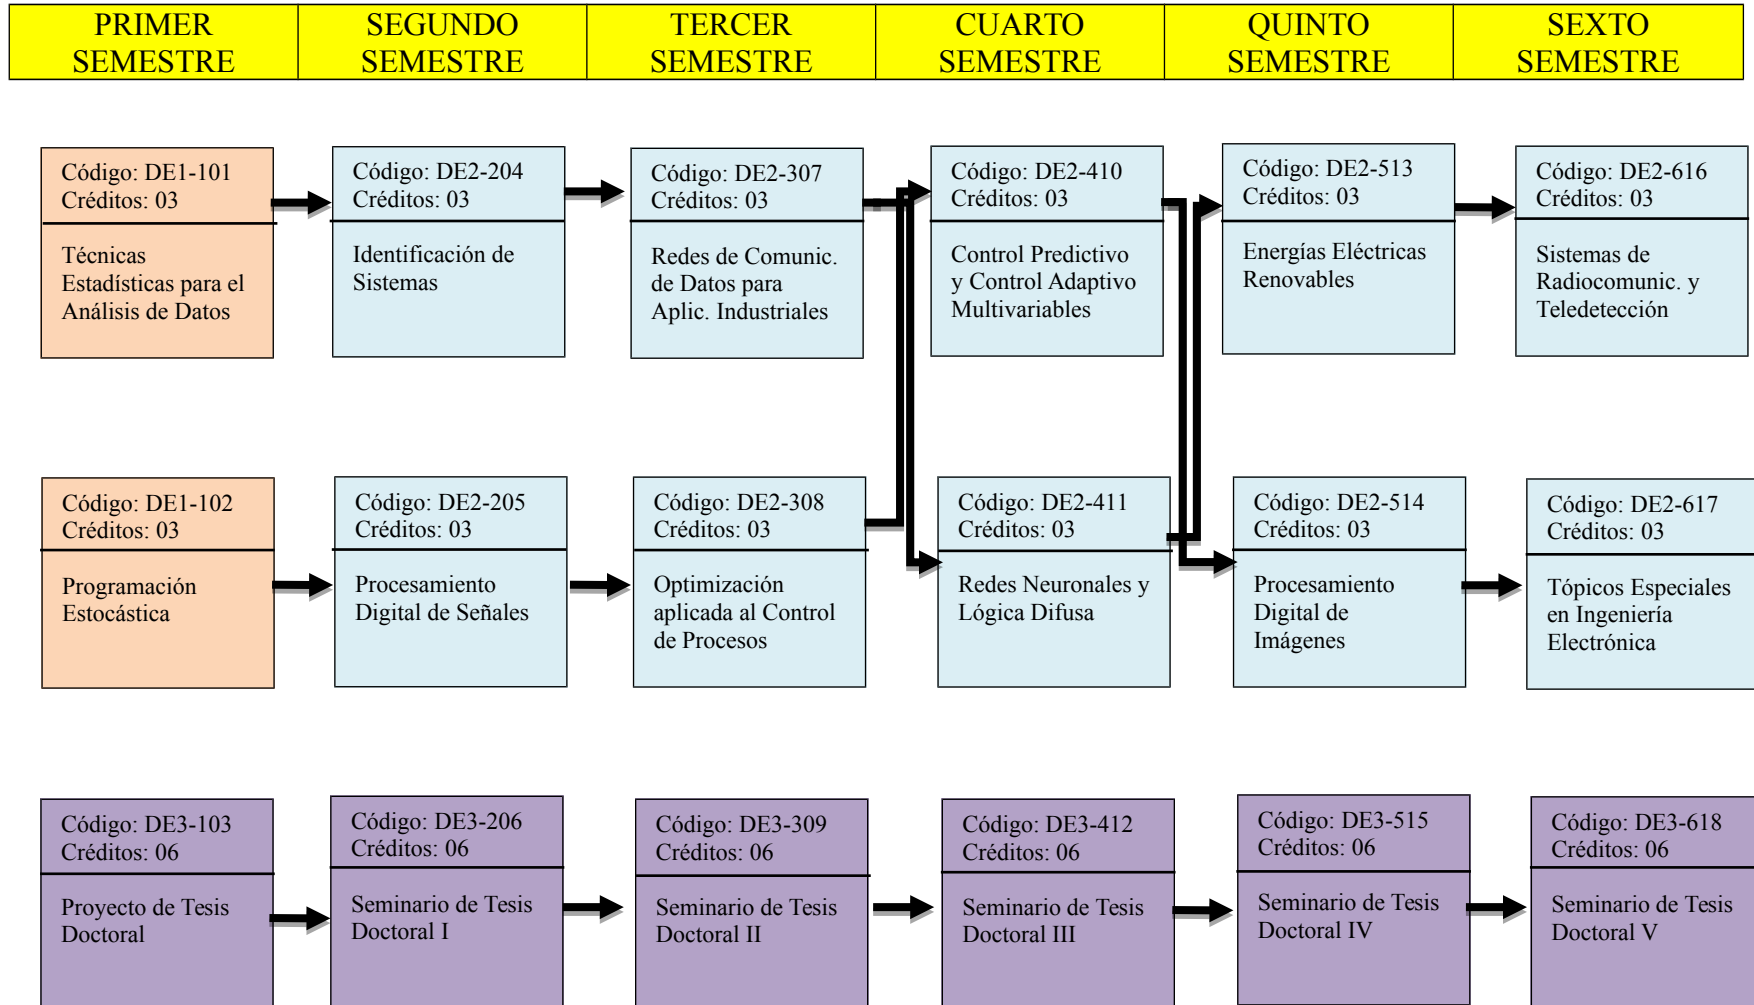 PRIMER
SEMESTRE
SEGUNDO
SEMESTRE
TERCER
SEMESTRE
CUARTO
SEMESTRE
QUINTO
SEMESTRE
SEXTO
SEMESTRE
Código: DE1-101
Créditos: 03
Técnicas
Estadísticas para el
Análisis de Datos
Código: DE2-204
Créditos: 03
Identificación de
Sistemas
Código: DE2-307
Créditos: 03
Redes de Comunic.
de Datos para
Aplic. Industriales
Código: DE2-410
Créditos: 03
Control Predictivo
y Control Adaptivo
Multivariables
Código: DE2-513
Créditos: 03
Energías Eléctricas
Renovables
Código: DE2-616
Créditos: 03
Sistemas de
Radiocomunic. y
Teledetección
Código: DE1-102
Créditos: 03
Programación
Estocástica
Código: DE2-205
Créditos: 03
Procesamiento
Digital de Señales
Código: DE2-308
Créditos: 03
Optimización
aplicada al Control
de Procesos
Código: DE2-411
Créditos: 03
Redes Neuronales y
Lógica Difusa
Código: DE2-514
Créditos: 03
Procesamiento
Digital de
Imágenes
Código: DE2-617
Créditos: 03
Tópicos Especiales
en Ingeniería
Electrónica
Código: DE3-103
Créditos: 06
Proyecto de Tesis
Doctoral
Código: DE3-206
Créditos: 06
Seminario de Tesis
Doctoral I
Código: DE3-309
Créditos: 06
Seminario de Tesis
Doctoral II
Código: DE3-412
Créditos: 06
Seminario de Tesis
Doctoral III
Código: DE3-515
Créditos: 06
Seminario de Tesis
Doctoral IV
Código: DE3-618
Créditos: 06
Seminario de Tesis
Doctoral V